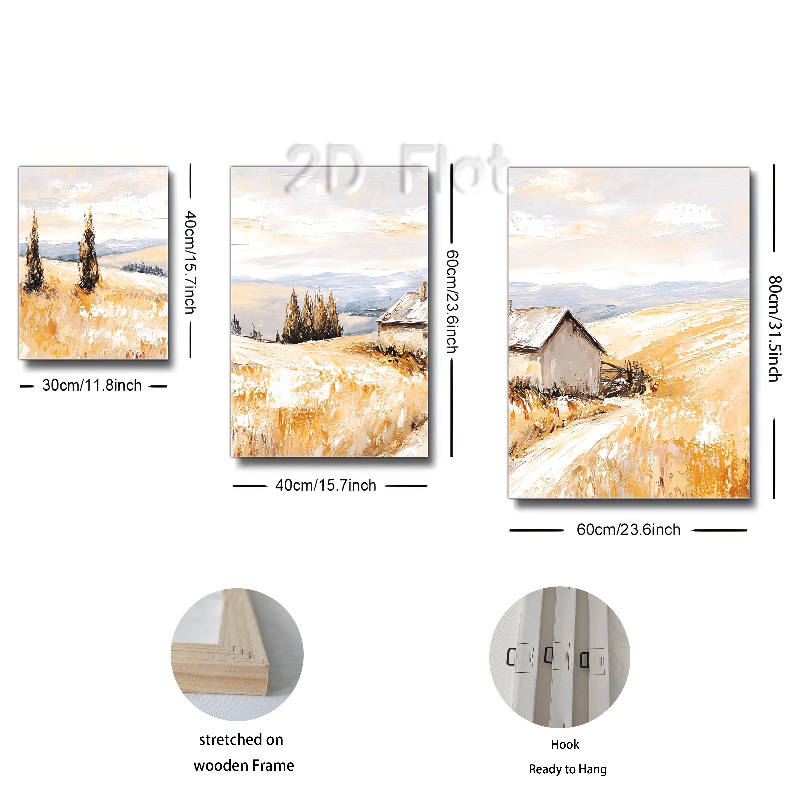 2D Flat
40cm/15.7inch
60cm/23.6inch
80cm/31.5inch
30cm/11.8inch
40cm/15.7inch
60cm/23.6inch
stretched on
wooden Frame
Hook
Ready to Hang